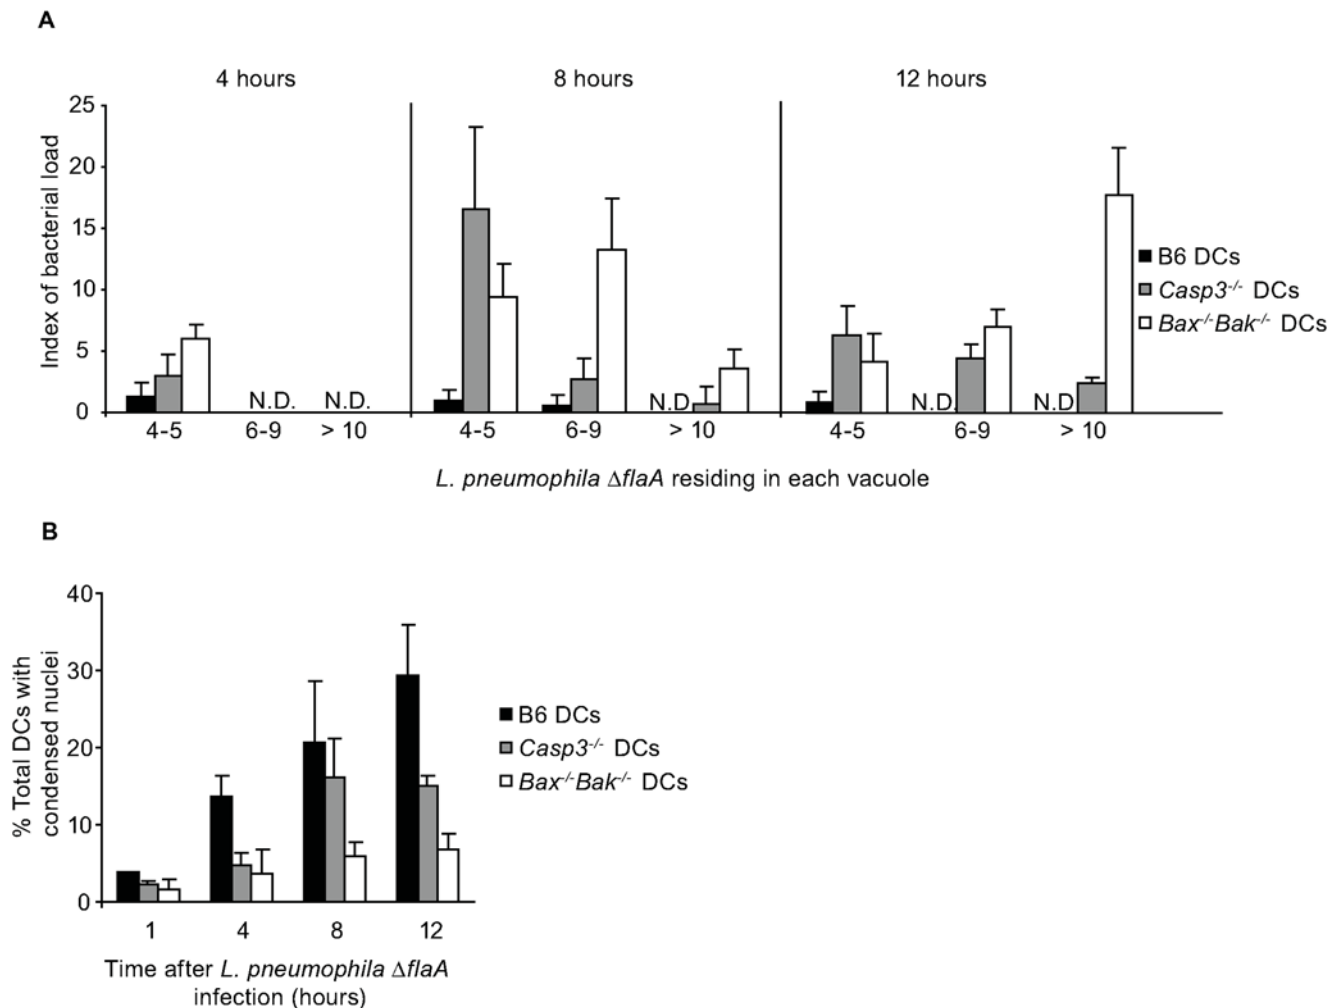 A
4 hours
8 hours
12 hours
Index of bacterial load
25
20
15
10
5
0
N.D.
N.D.
N.D
N.D.
N.D
4-5
6-9
> 10
4-5
6-9
> 10
4-5
6-9
> 10
B6 DCs
Casp3-/- DCs
Bax-/-Bak-/- DCs
L. pneumophila ΔflaA residing in each vacuole
B
% Total DCs with
condensed nuclei
40
30
20
10
0
1
4
8
12
B6 DCs
Casp3-/- DCs
Bax-/-Bak-/- DCs
Time after L. pneumophila ΔflaA
infection (hours)